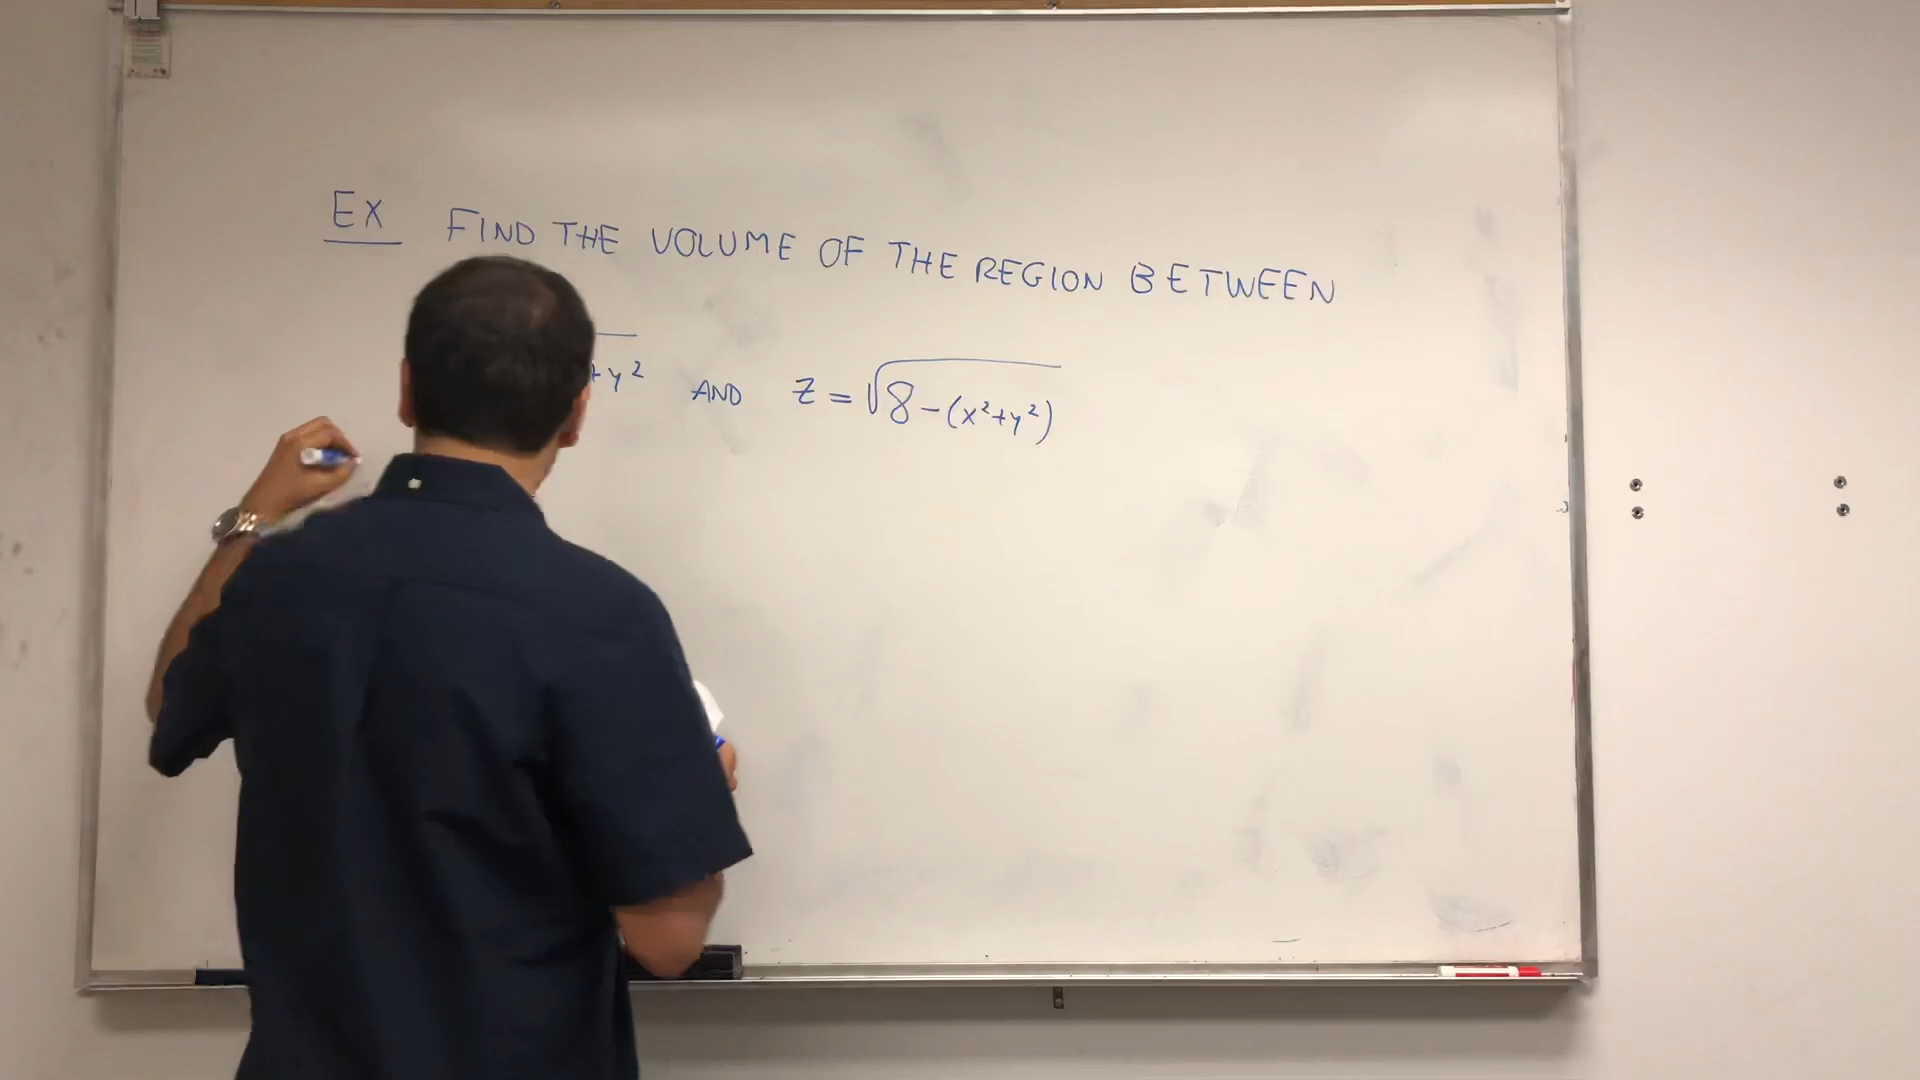 EX FIND THE VOLUME OF THE REGION BETWEEN
+y² AND z = √8-(x²+y²)